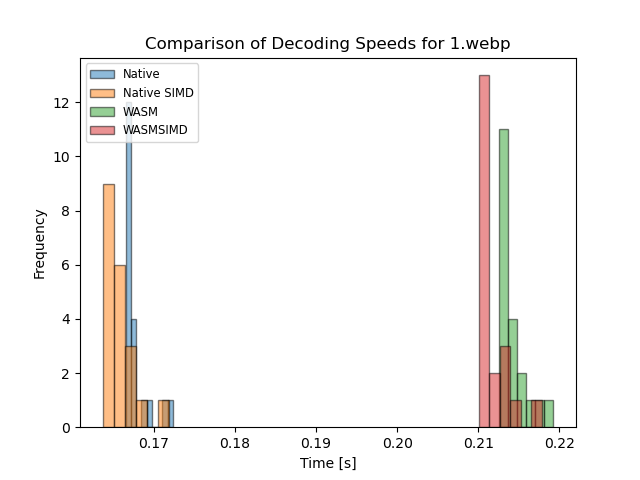 Comparison of Decoding Speeds for 1.webp
Native
Native SIMD
WASM
WASMSIMD
12
10
8
6
4
2
0
Frequency
0.17 0.18 0.19 0.20 0.21 0.22
Time [s]